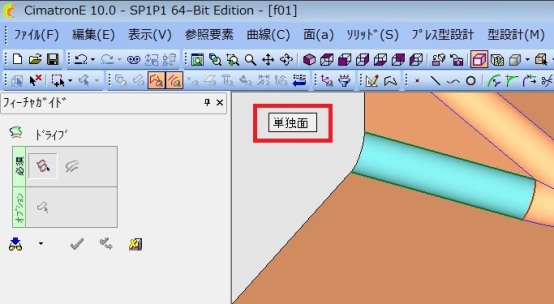 CimatronE 10.0 - SP1P1 64-Bit Edition - [f01]
ﾌｧｲﾙ(F) 編集(E) 表示(V) 参照要素 曲線(C) 面(a) ｿﾘｯﾄﾞ(S) ﾌﾟﾚｽ型設計 型設計(M)
ﾌｨｰﾁｬｶﾞｲﾄﾞ
ﾄﾞﾗｲﾌﾞ
必須
ｵﾌﾟｼｮﾝ
単独面